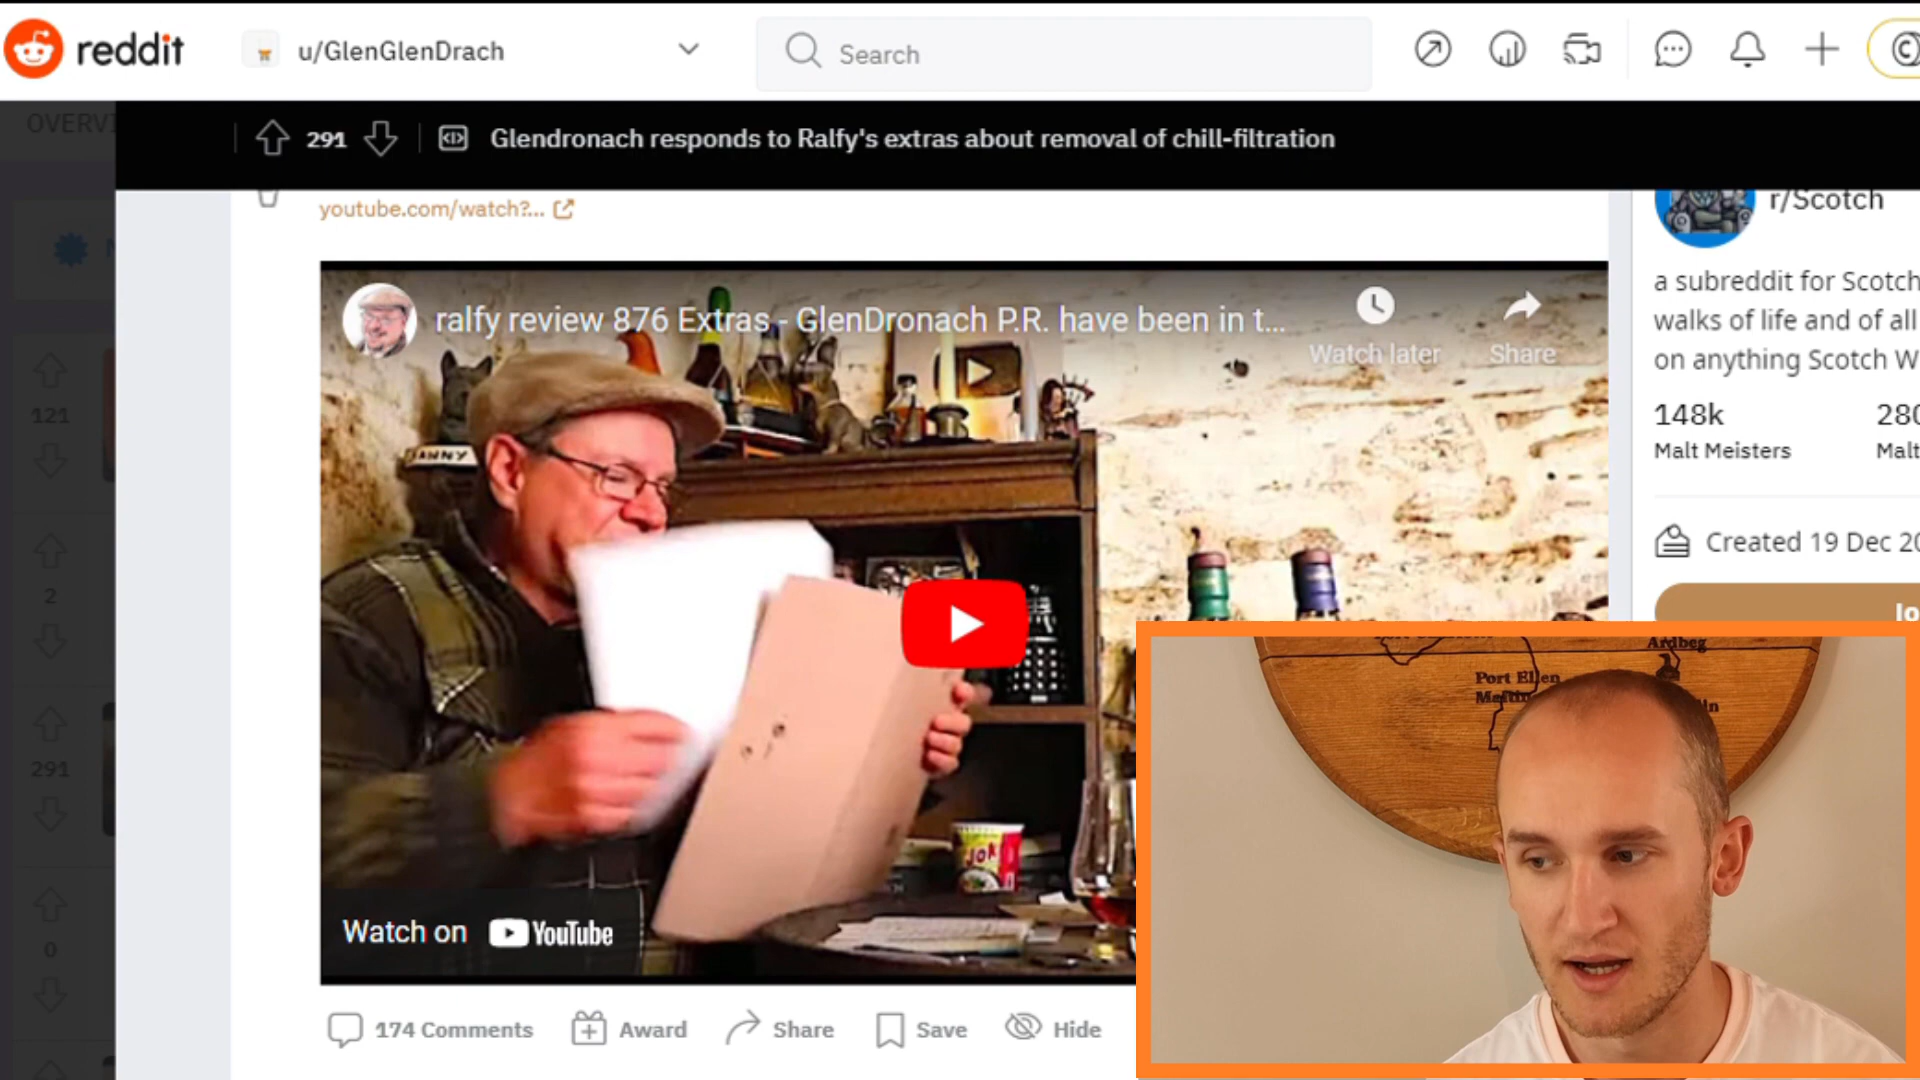 reddit
u/GlenGlenDrach
Search
OVERVI
291
Glendronach responds to Ralfy's extras about removal of chill-filtration
youtube.com/watch?...
r/Scotch
ralfy review 876 Extras - GlenDronach P.R. have been in t...
Watch later
Share
a subreddit for Scotch
walks of life and of all
on anything Scotch W
148k
280
Malt Meisters
Malt
121
Created 19 Dec 20
Jo
2
291
0
Ardbeg
Port Ellen
Watch on YouTube
174 Comments
Award
Share
Save
Hide